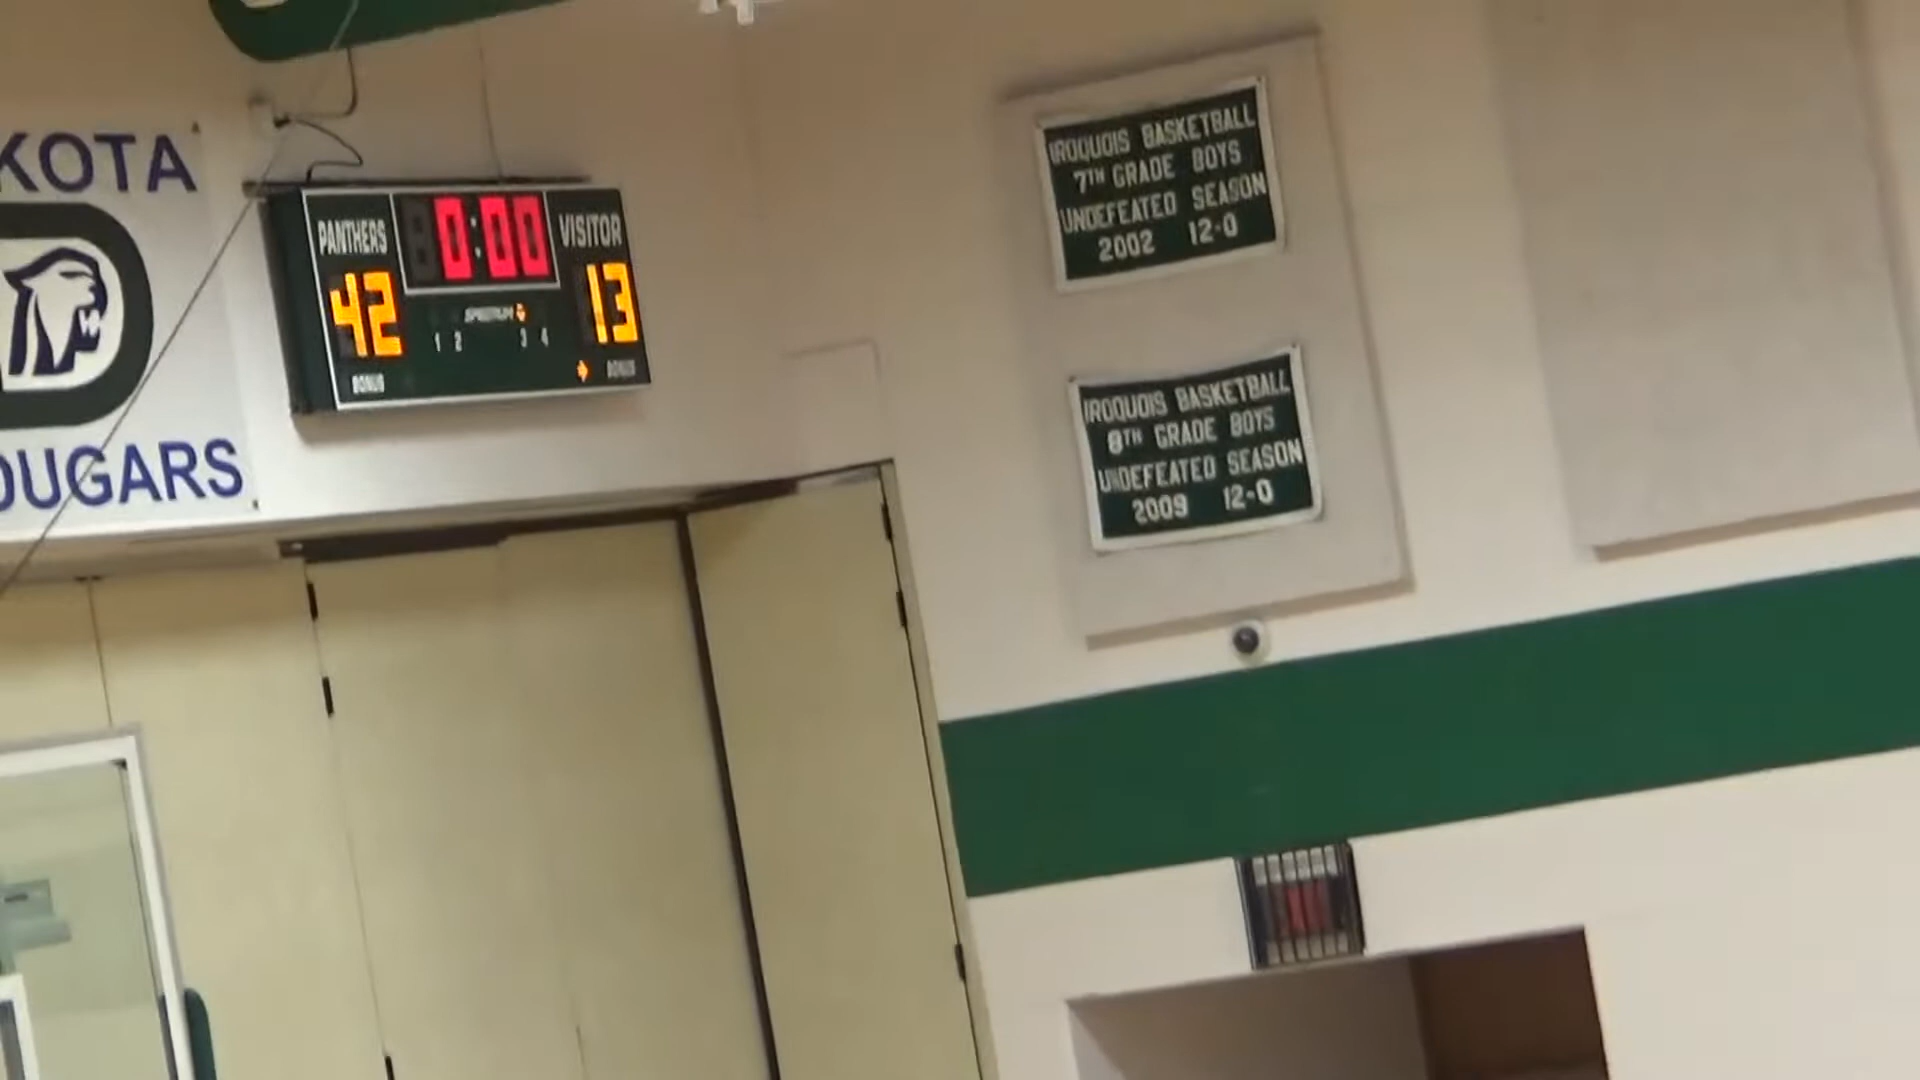 KOTA
OUGARS
PANTHERS
0:00
VISITOR
42
13
SPECTRUM
1 2 3 4
BONUS
BONUS
IROQUOIS BASKETBALL
7TH GRADE BOYS
UNDEFEATED SEASON
2002 12-0
IROQUOIS BASKETBALL
8TH GRADE BOYS
UNDEFEATED SEASON
2009 12-0